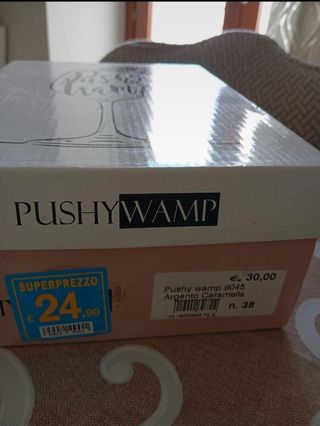 PUSHY WAMP
SUPERPREZZO
€ 24,90
€. 30,00
Pushy wamp 9045
Argento Caramella
n. 38